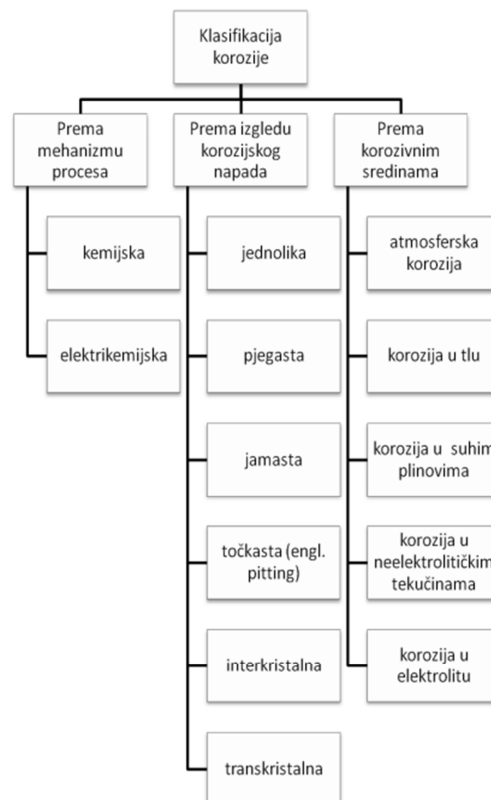 Klasifikacija
korozije
Prema
mehanizmu
procesa
kemijska
elektrikemijska
Prema izgledu
korozijskog
napada
jednolika
pjegasta
jamasta
točkasta (engl.
pitting)
interkristalna
transkristalna
Prema
korozivnim
sredinama
atmosferska
korozija
korozija u tlu
korozija u suhim
plinovima
korozija u
neelektrolitičkim
tekučinama
korozija u
elektrolitu